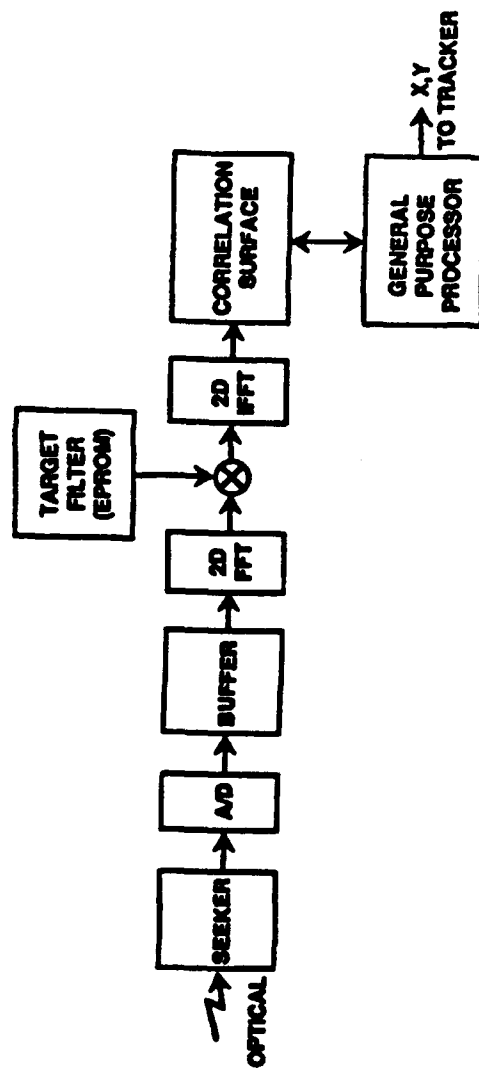 OPTICAL
SEEKER
A/D
BUFFER
2D
FFT
TARGET
FILTER
(EPROM)
2D
IFFT
CORRELATION
SURFACE
GENERAL
PURPOSE
PROCESSOR
X,Y
TO TRACKER